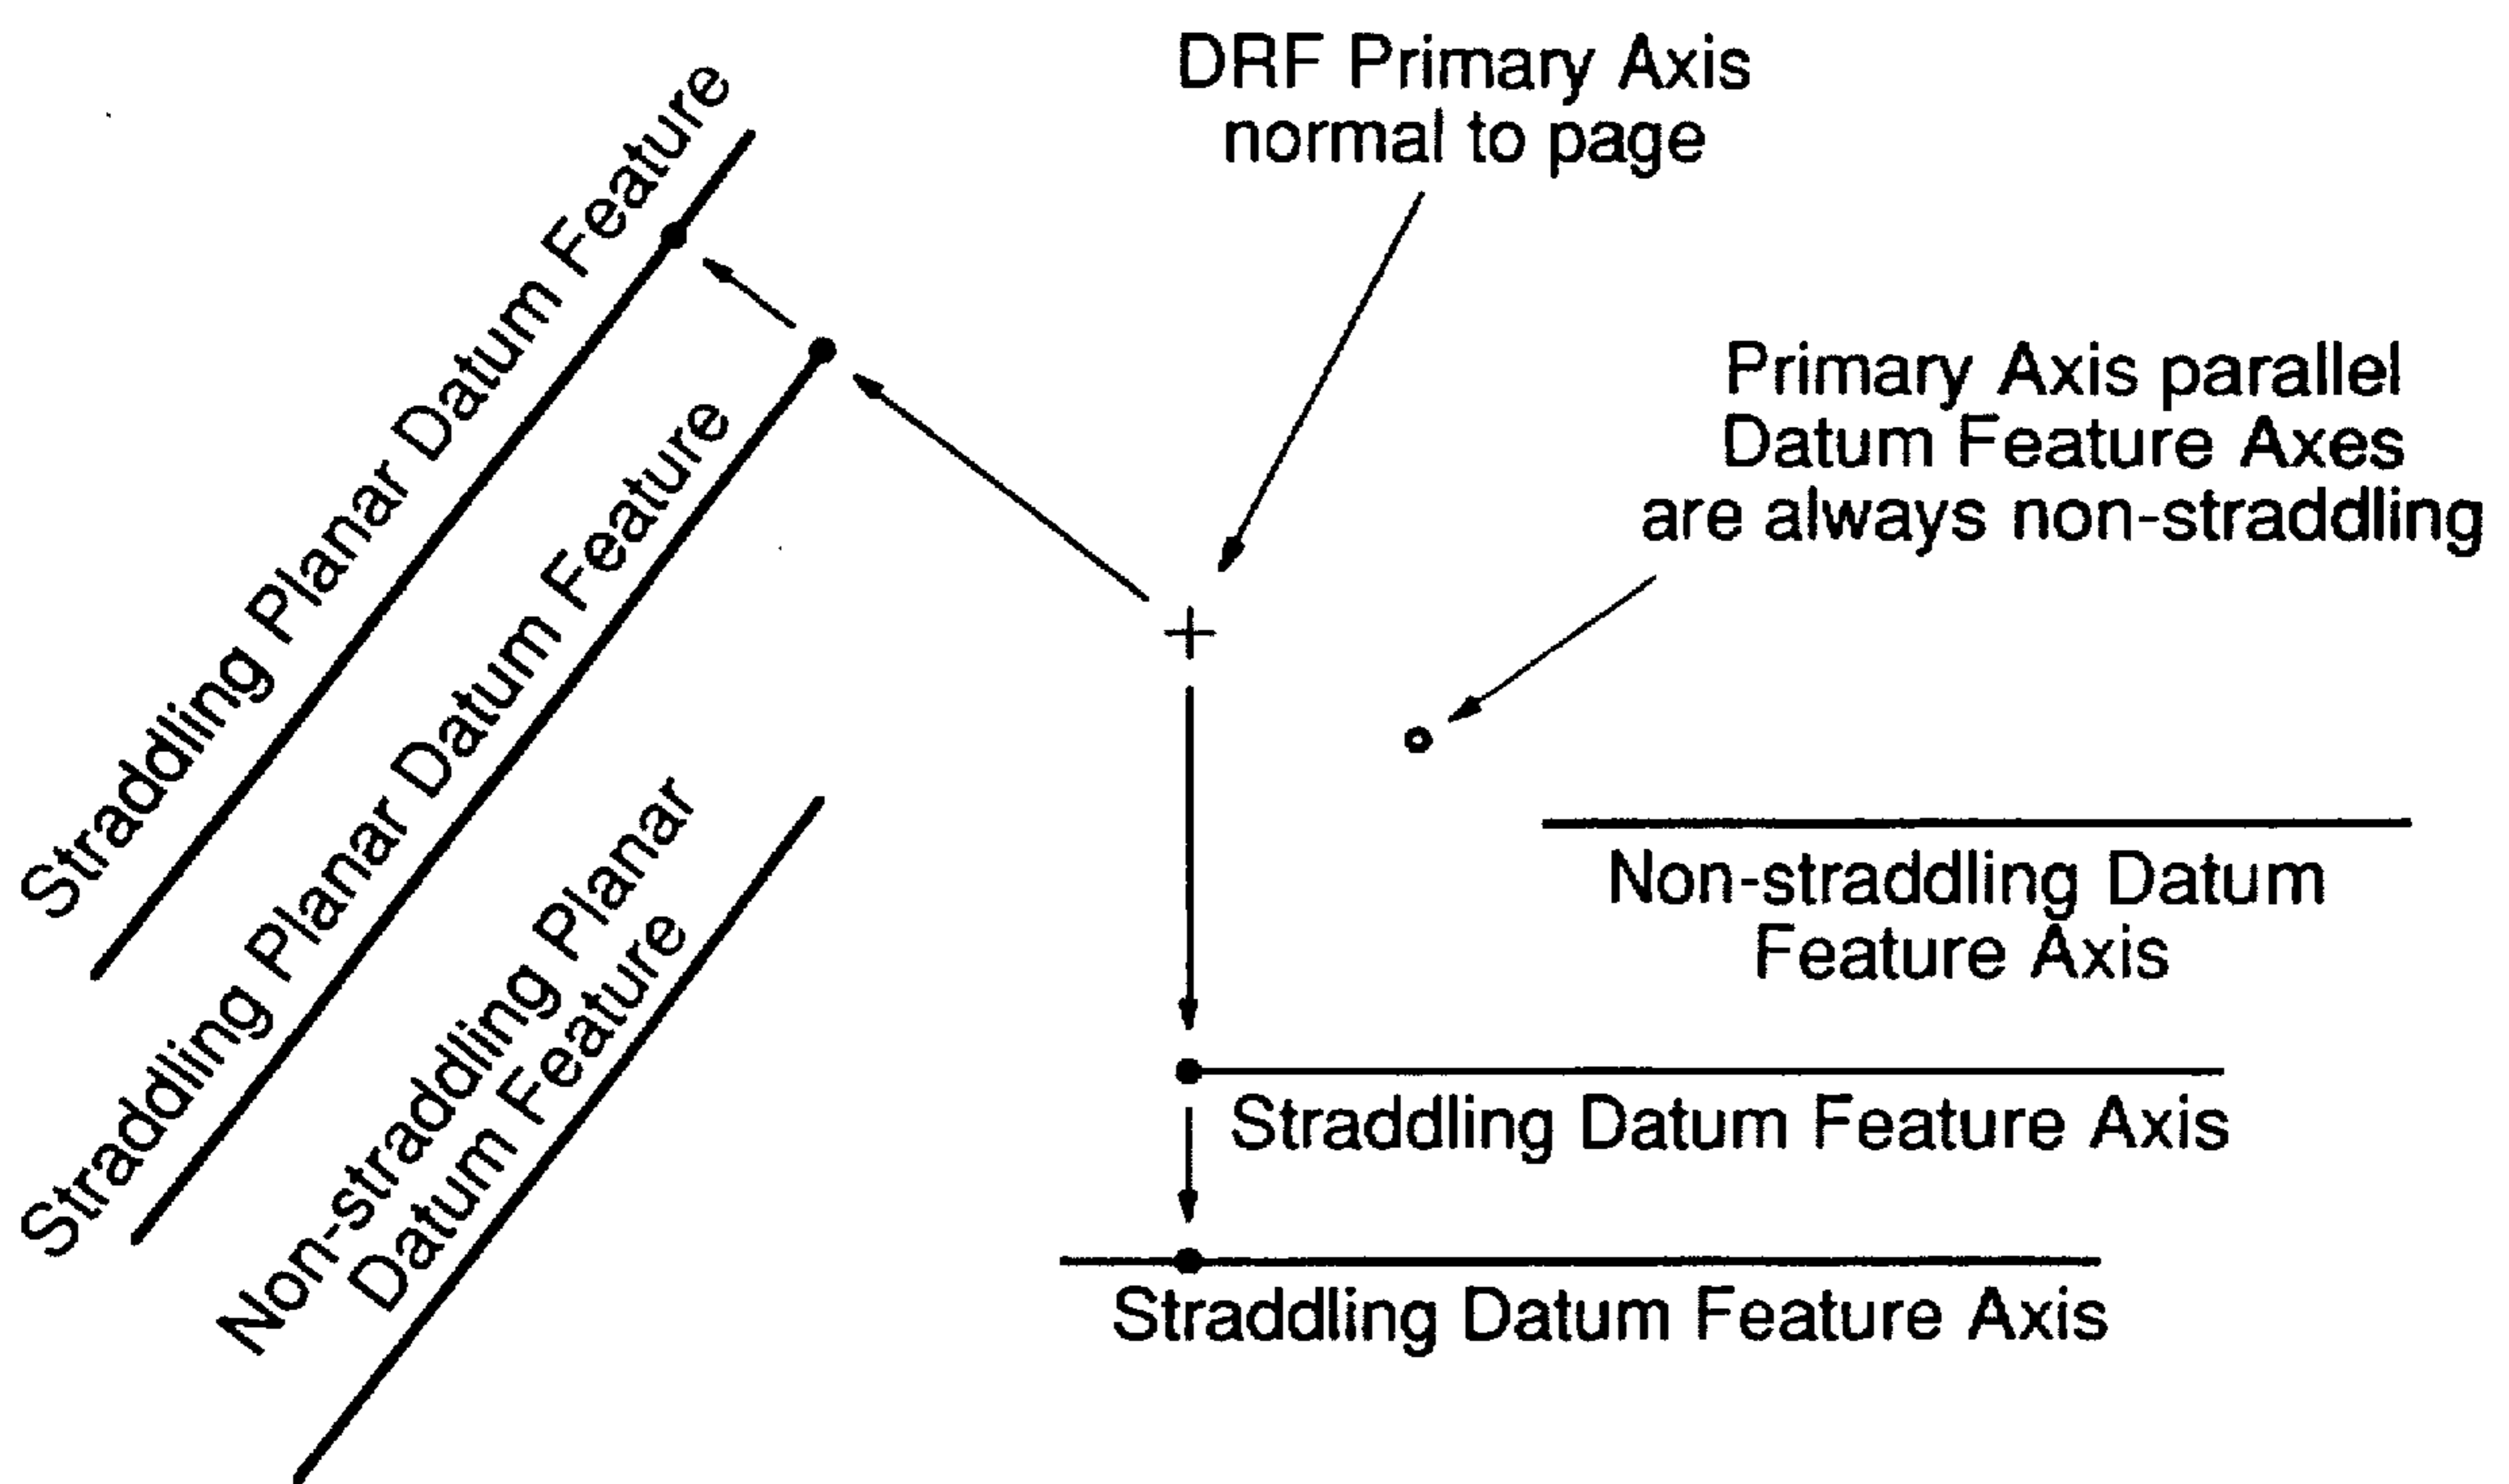 DRF Primary Axis
normal to page
Straddling Planar Datum Feature
Primary Axis parallel
Datum Feature Axes
are always non-straddling
Straddling Planar Datum Feature
Non-straddling Planar
Datum Feature
Non-straddling Datum
Feature Axis
Straddling Datum Feature Axis
Straddling Datum Feature Axis